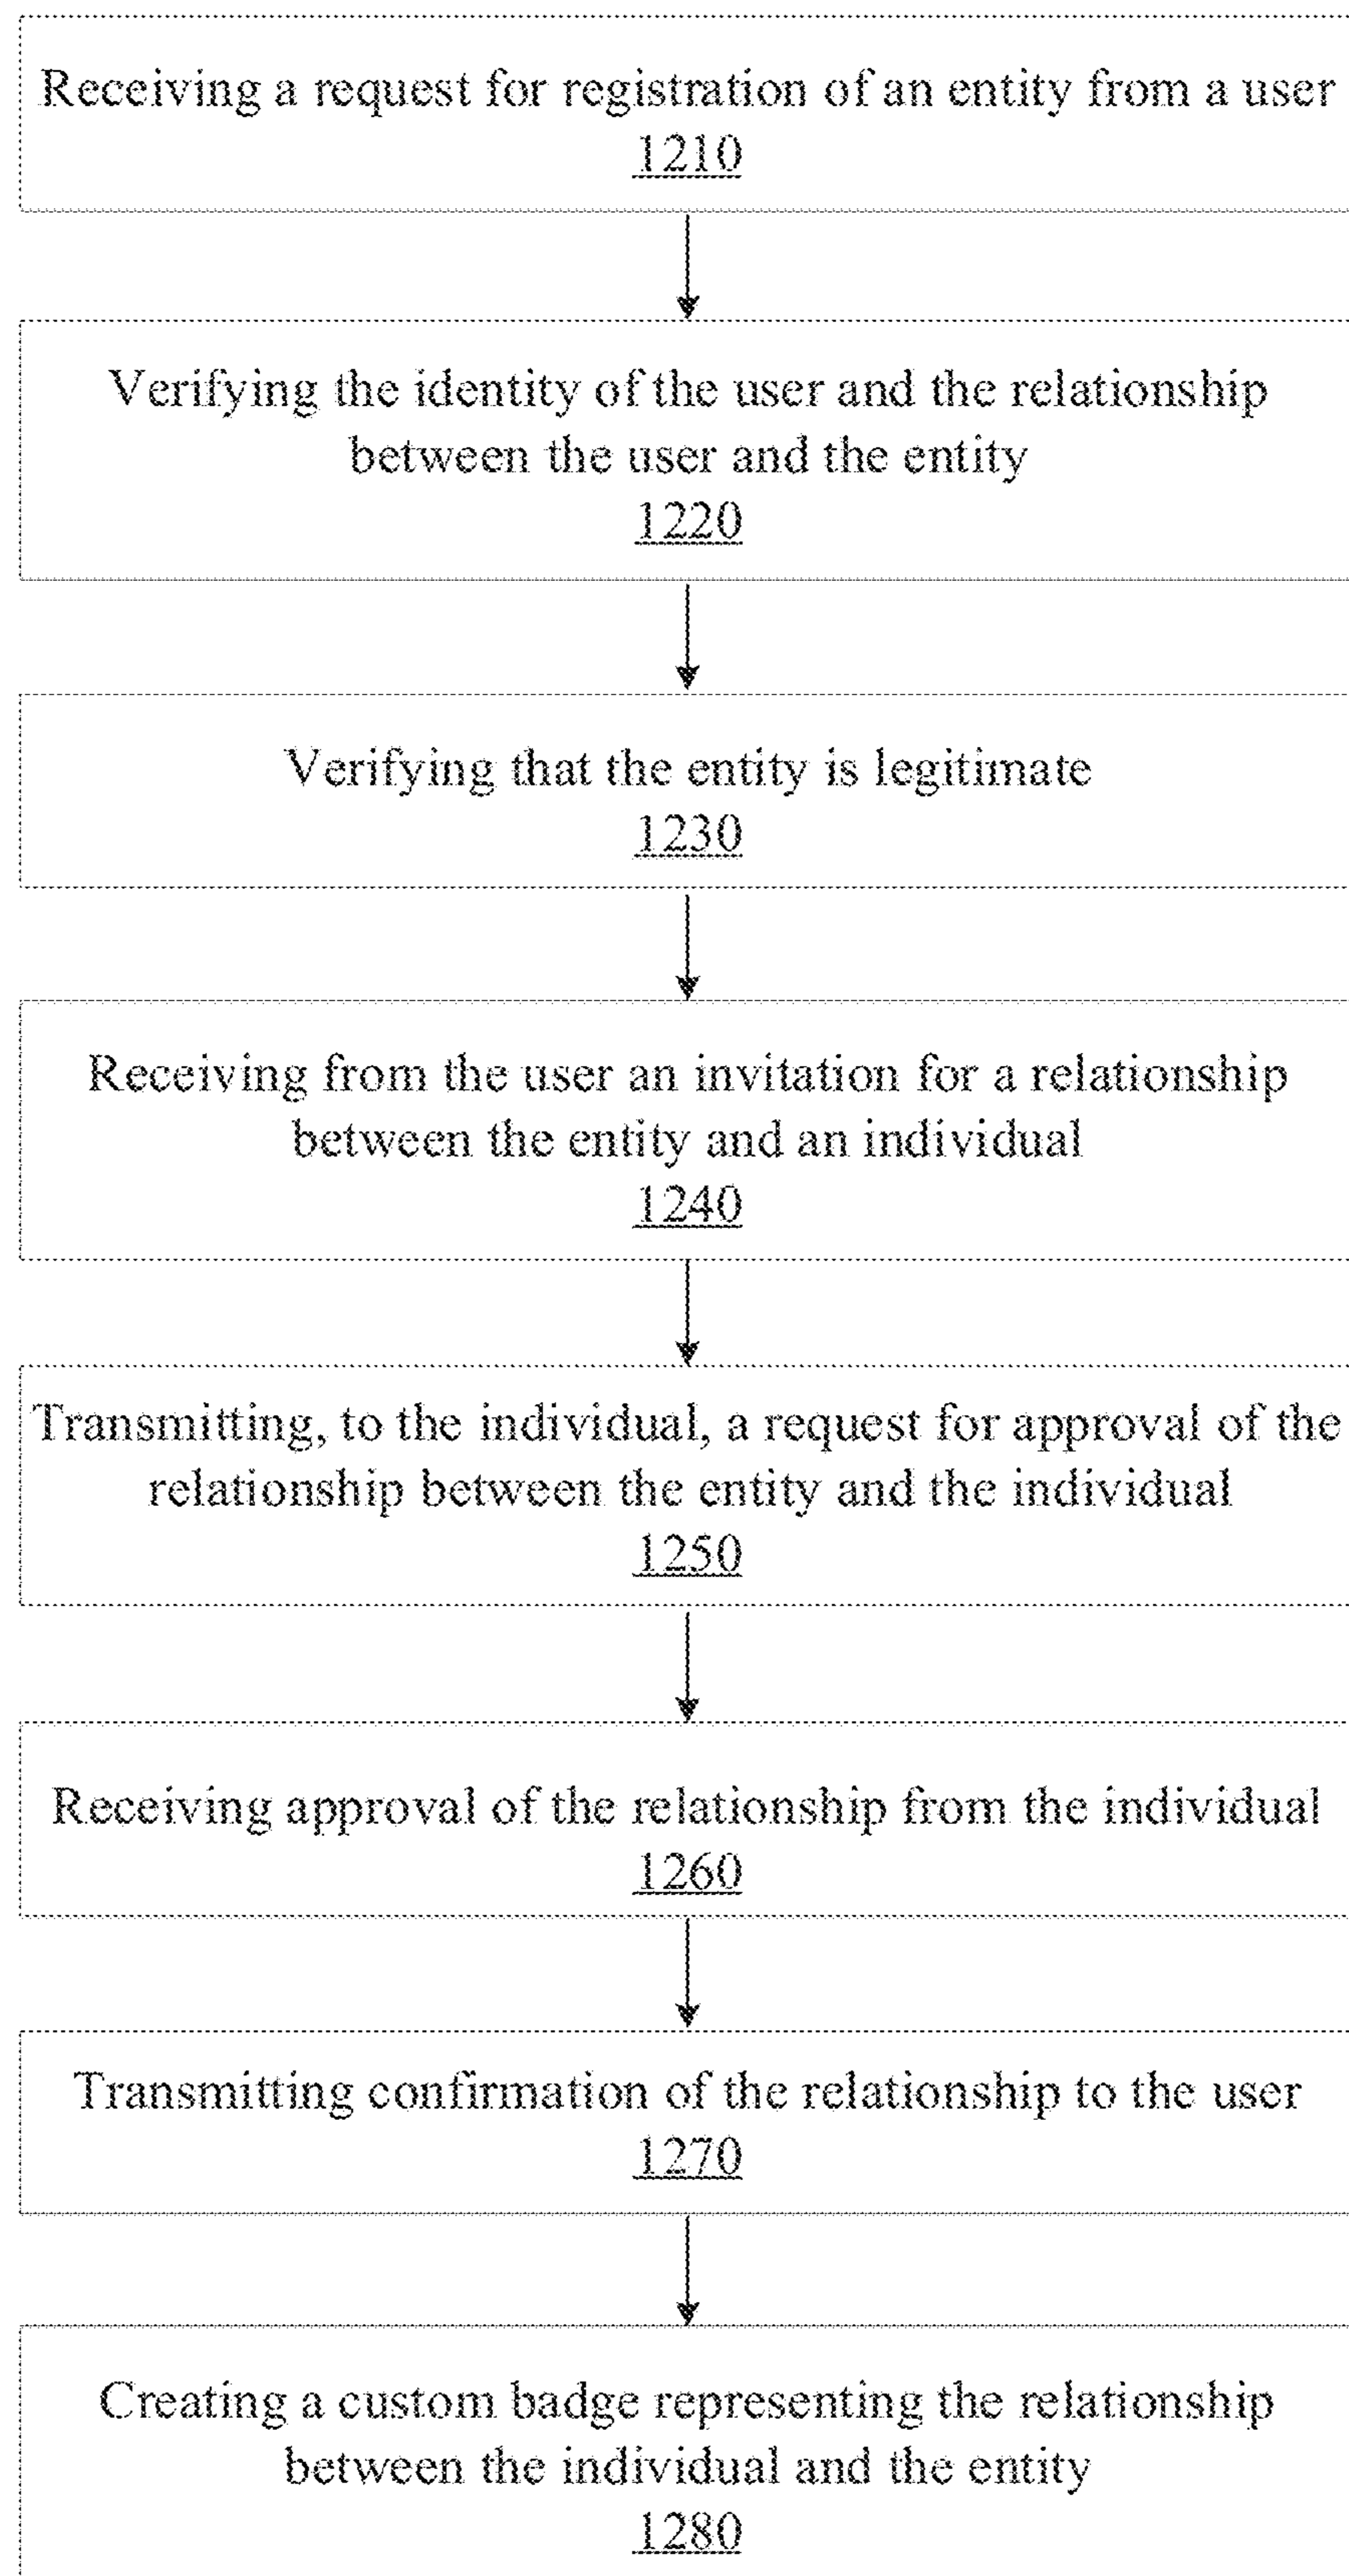 Receiving a request for registration of an entity from a user
1210
Verifying the identity of the user and the relationship
between the user and the entity
1220
Verifying that the entity is legitimate
1230
Receiving from the user an invitation for a relationship
between the entity and an individual
1240
Transmitting, to the individual, a request for approval of the
relationship between the entity and the individual
1250
Receiving approval of the relationship from the individual
1260
Transmitting confirmation of the relationship to the user
1270
Creating a custom badge representing the relationship
between the individual and the entity
1280